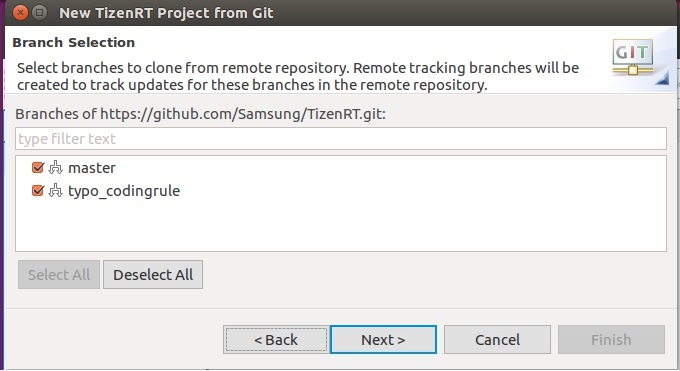 New TizenRT Project from Git
Branch Selection
Select branches to clone from remote repository. Remote tracking branches will be
created to track updates for these branches in the remote repository.
GIT
Branches of https://github.com/Samsung/TizenRT.git:
type filter text
master
typo_codingrule
Select All Deselect All
< Back Next > Cancel Finish